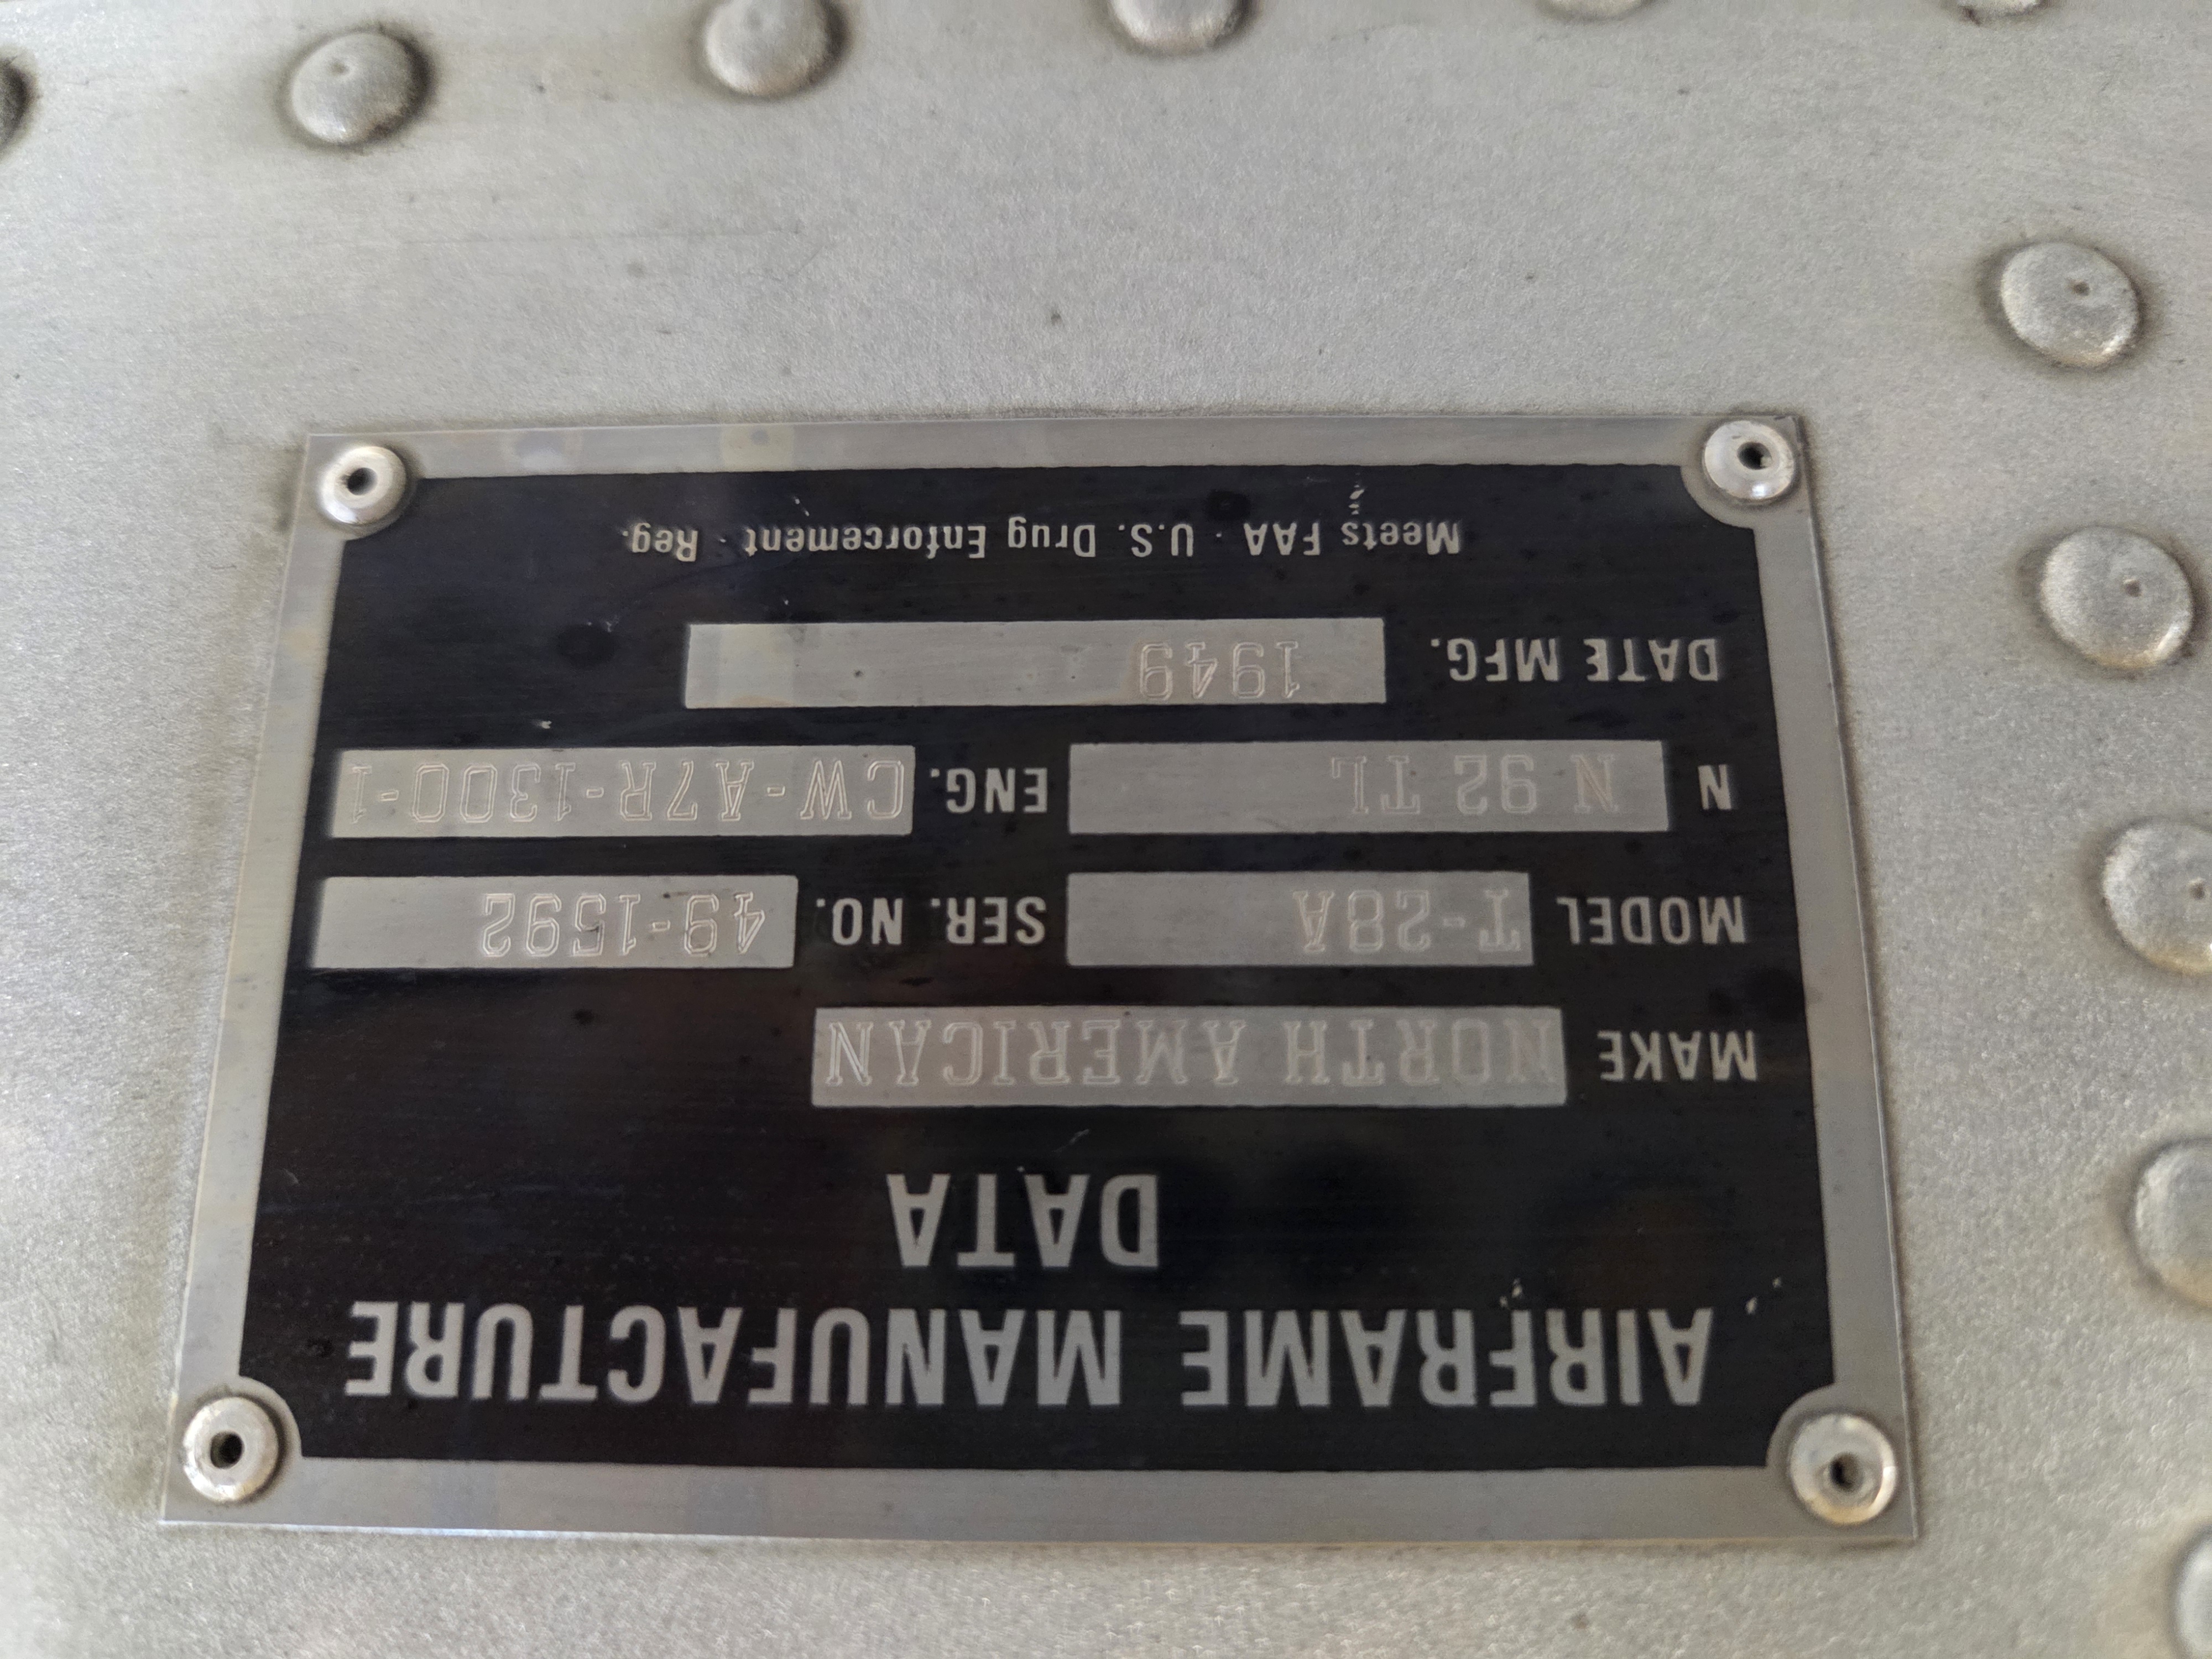 AIRFRAME MANUFACTURE
DATA
MAKE NORTH AMERICAN
MODEL T-28A SER. NO. 49-1592
N N 92 TL ENG. CW-A7R-1300-1
DATE MFG. 1949
Meets FAA · U.S. Drug Enforcement · Reg.